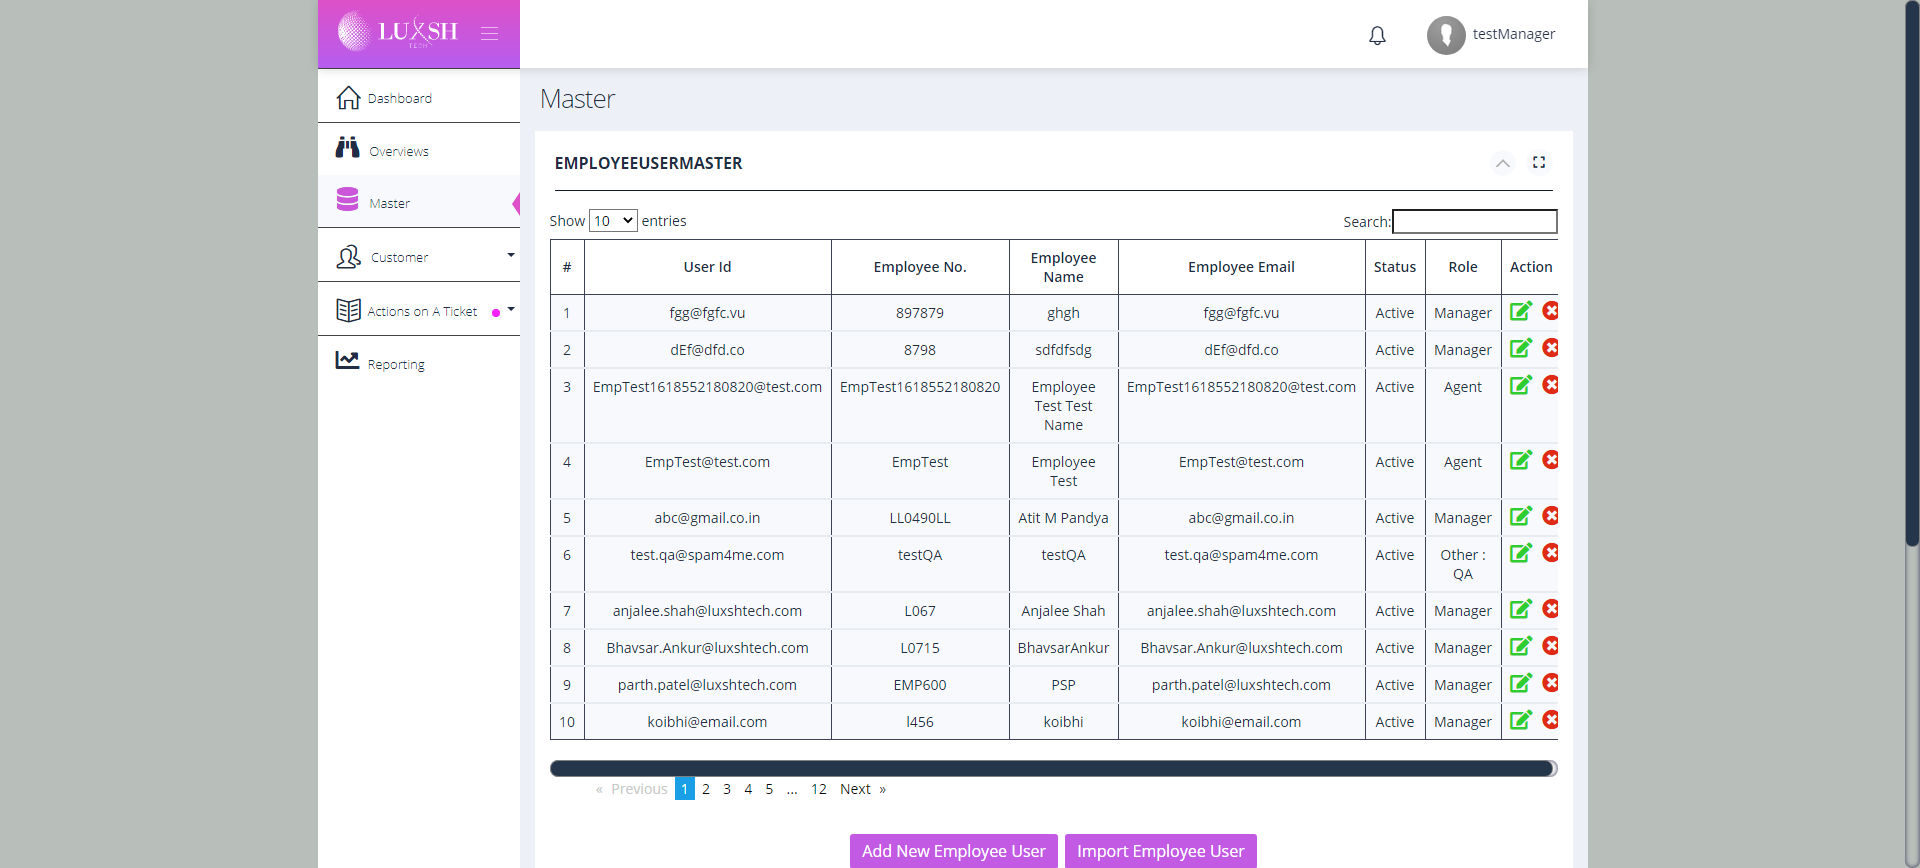 LUXSH
TECH
testManager
Dashboard
Overviews
Master
Customer
Actions on A Ticket
Reporting
Master
EMPLOYEEUSERMASTER
Show 10 entries
Search:
# User Id Employee No. Employee Name Employee Email Status Role Action
1 fgg@fgfc.vu 897879 ghgh fgg@fgfc.vu Active Manager
2 dEf@dfd.co 8798 sdfdfsdg dEf@dfd.co Active Manager
3 EmpTest1618552180820@test.com EmpTest1618552180820 Employee Test Test Name EmpTest1618552180820@test.com Active Agent
4 EmpTest@test.com EmpTest Employee Test EmpTest@test.com Active Agent
5 abc@gmail.co.in LL0490LL Atit M Pandya abc@gmail.co.in Active Manager
6 test.qa@spam4me.com testQA testQA test.qa@spam4me.com Active Other : QA
7 anjalee.shah@luxshtech.com L067 Anjalee Shah anjalee.shah@luxshtech.com Active Manager
8 Bhavsar.Ankur@luxshtech.com L0715 BhavsarAnkur Bhavsar.Ankur@luxshtech.com Active Manager
9 parth.patel@luxshtech.com EMP600 PSP parth.patel@luxshtech.com Active Manager
10 koibhi@email.com l456 koibhi koibhi@email.com Active Manager
« Previous 1 2 3 4 5 ... 12 Next »
Add New Employee User
Import Employee User